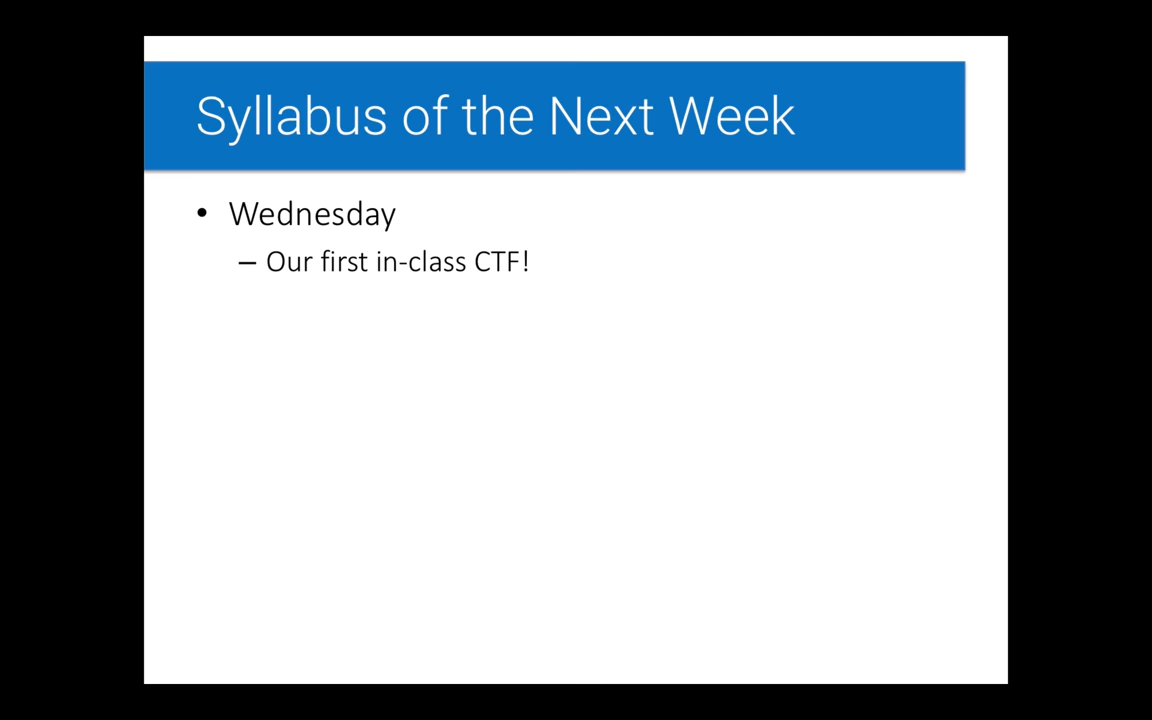 Syllabus of the Next Week
• Wednesday
– Our first in-class CTF!